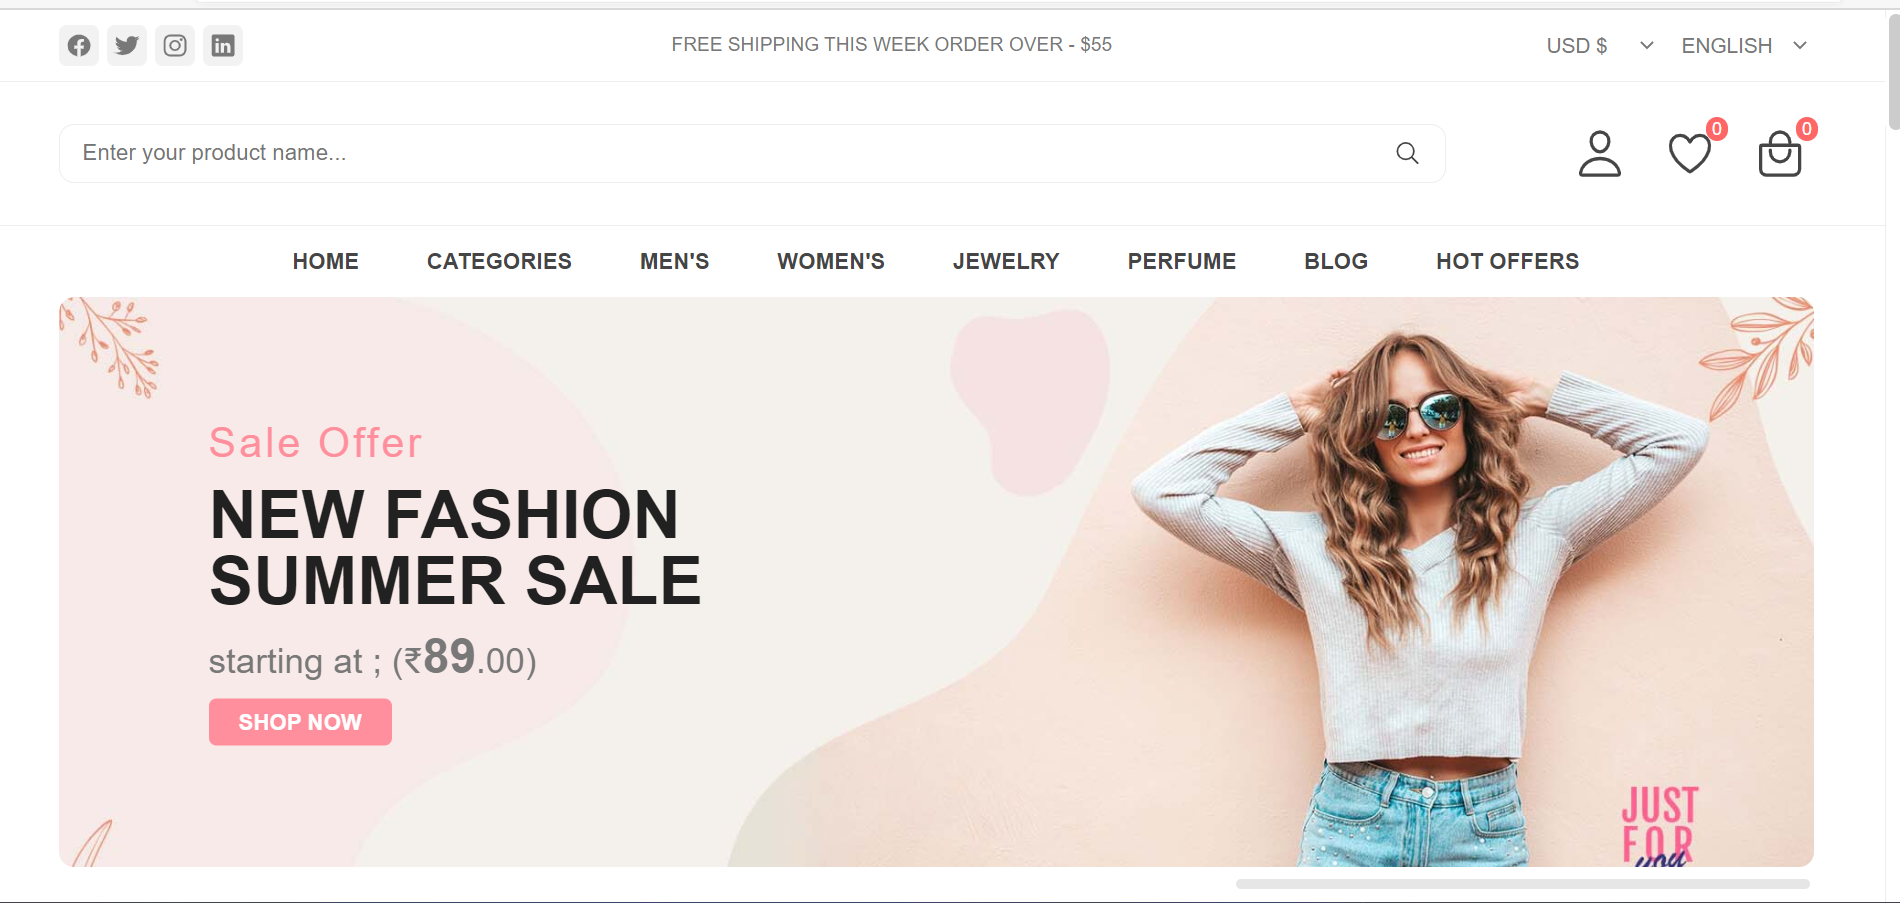 FREE SHIPPING THIS WEEK ORDER OVER - $55
USD $
ENGLISH
Enter your product name...
0
0
HOME
CATEGORIES
MEN'S
WOMEN'S
JEWELRY
PERFUME
BLOG
HOT OFFERS
Sale Offer
NEW FASHION
SUMMER SALE
starting at ; (₹89.00)
SHOP NOW
JUST
FOR
you